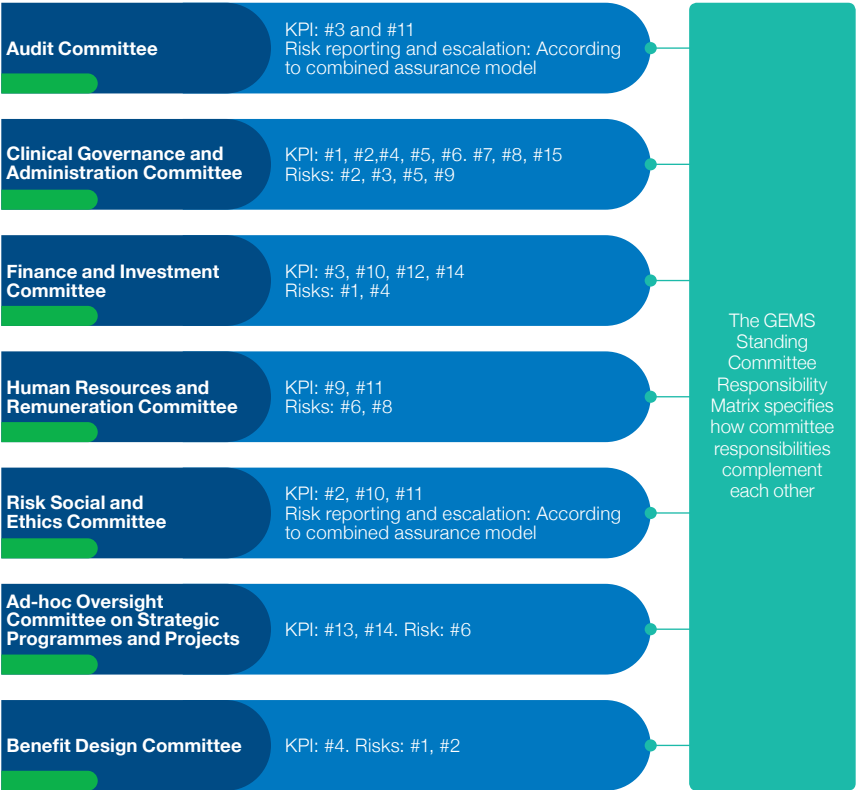 Audit Committee
KPI: #3 and #11
Risk reporting and escalation: According
to combined assurance model
Clinical Governance and
Administration Committee
KPI: #1, #2,#4, #5, #6. #7, #8, #15
Risks: #2, #3, #5, #9
Finance and Investment
Committee
KPI: #3, #10, #12, #14
Risks: #1, #4
Human Resources and
Remuneration Committee
KPI: #9, #11
Risks: #6, #8
Risk Social and
Ethics Committee
KPI: #2, #10, #11
Risk reporting and escalation: According
to combined assurance model
Ad-hoc Oversight
Committee on Strategic
Programmes and Projects
KPI: #13, #14. Risk: #6
Benefit Design Committee
KPI: #4. Risks: #1, #2
The GEMS
Standing
Committee
Responsibility
Matrix specifies
how committee
responsibilities
complement
each other